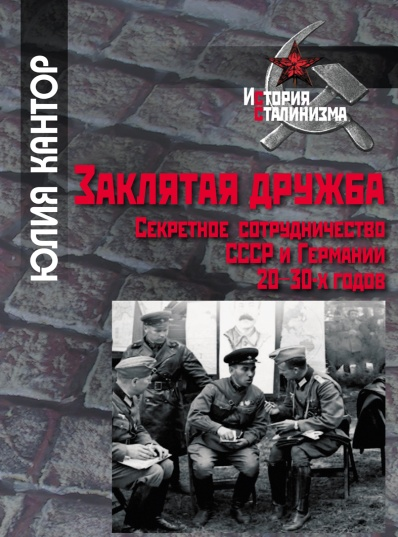 ЮЛИЯ КАНТОР
ИСТОРИЯ
СТАЛИНИЗМА
ЗАКЛЯТАЯ ДРУЖБА
СЕКРЕТНОЕ СОТРУДНИЧЕСТВО
СССР И ГЕРМАНИИ
20–30-Х ГОДОВ